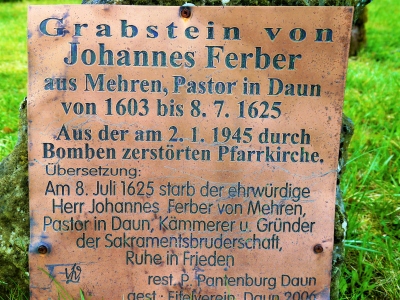 Grabstein von
Johannes Ferber
aus Mehren, Pastor in Daun
von 1603 bis 8. 7. 1625
Aus der am 2. 1. 1945 durch
Bomben zerstörten Pfarrkirche.
Übersetzung:
Am 8. Juli 1625 starb der ehrwürdige
Herr Johannes Ferber von Mehren,
Pastor in Daun, Kämmerer u. Gründer
der Sakramentsbruderschaft,
Ruhe in Frieden
rest. P. Pantenburg Daun
gest. Eifelverein Daun